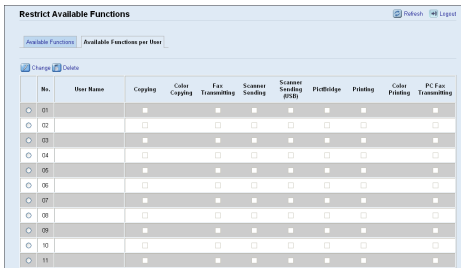 Restrict Available Functions
Refresh Logout
Available Functions Available Functions per User
Change Delete
No. User Name Copying Color Copying Fax Transmitting Scanner Sending Scanner Sending (USB) PictBridge Printing Color Printing PC Fax Transmitting
01
02
03
04
05
06
07
08
09
10
11